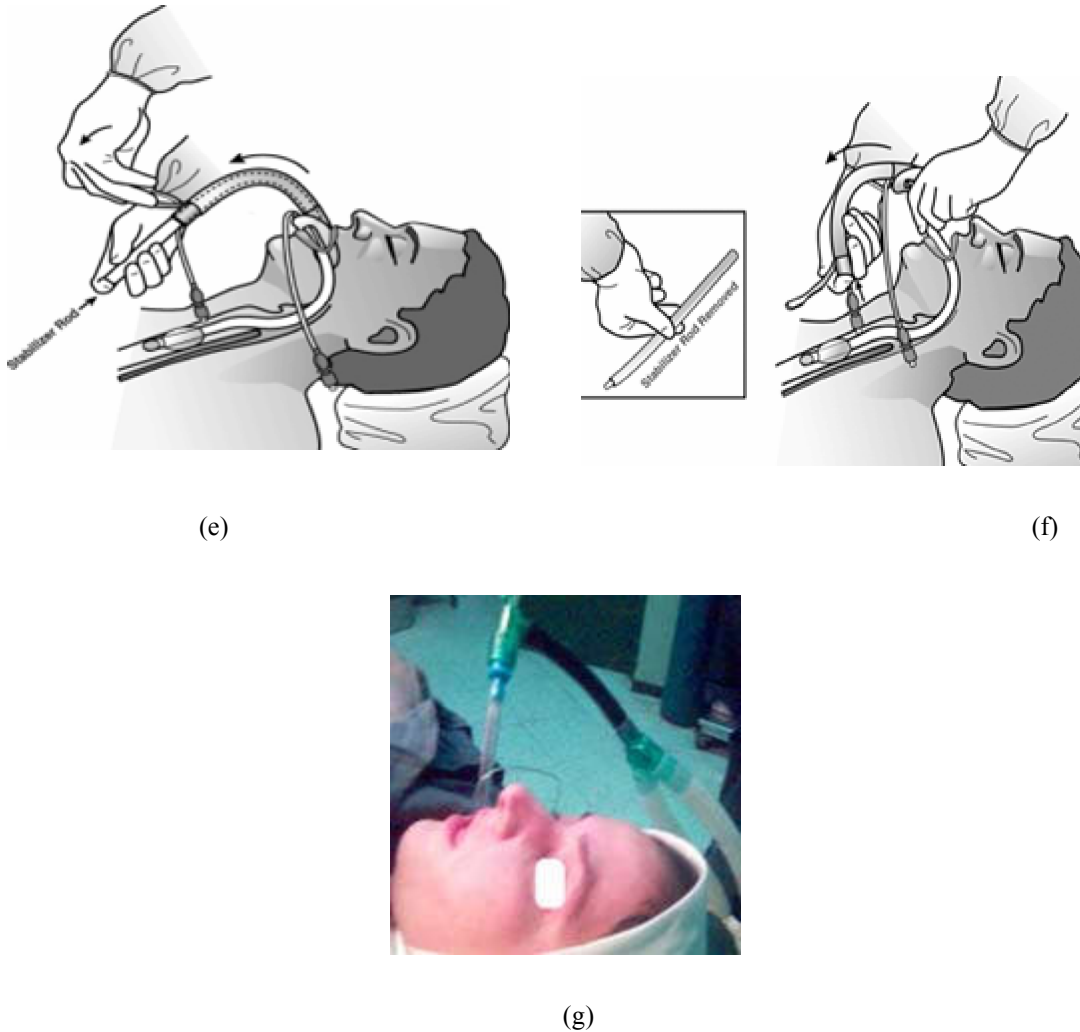 Stabilizer Rod
Stabilizer Rod Removed
(e)
(f)
(g)